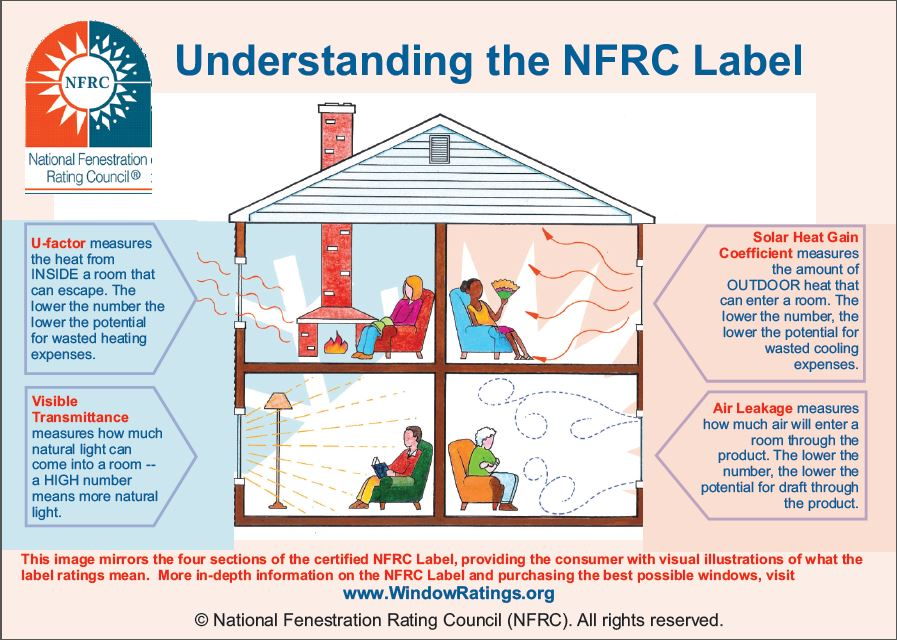 Understanding the NFRC Label
NFRC
National Fenestration
Rating Council®
U-factor measures
the heat from
INSIDE a room that
can escape. The
lower the number the
lower the potential
for wasted heating
expenses.
Solar Heat Gain
Coefficient measures
the amount of
OUTDOOR heat that
can enter a room. The
lower the number, the
lower the potential for
wasted cooling
expenses.
Visible
Transmittance
measures how much
natural light can
come into a room --
a HIGH number
means more natural
light.
Air Leakage measures
how much air will enter a
room through the
product. The lower the
number, the lower the
potential for draft through
the product.
This image mirrors the four sections of the certified NFRC Label, providing the consumer with visual illustrations of what the
label ratings mean. More in-depth information on the NFRC Label and purchasing the best possible windows, visit
www.WindowRatings.org
© National Fenestration Rating Council (NFRC). All rights reserved.